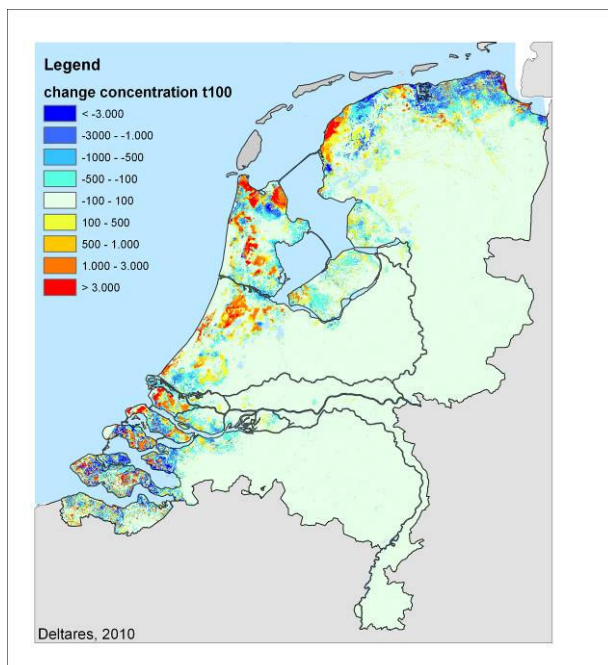 Legend
change concentration t100
< -3.000
-3000 - -1.000
-1000 - -500
-500 - -100
-100 - 100
100 - 500
500 - 1.000
1.000 - 3.000
> 3.000
Deltares, 2010